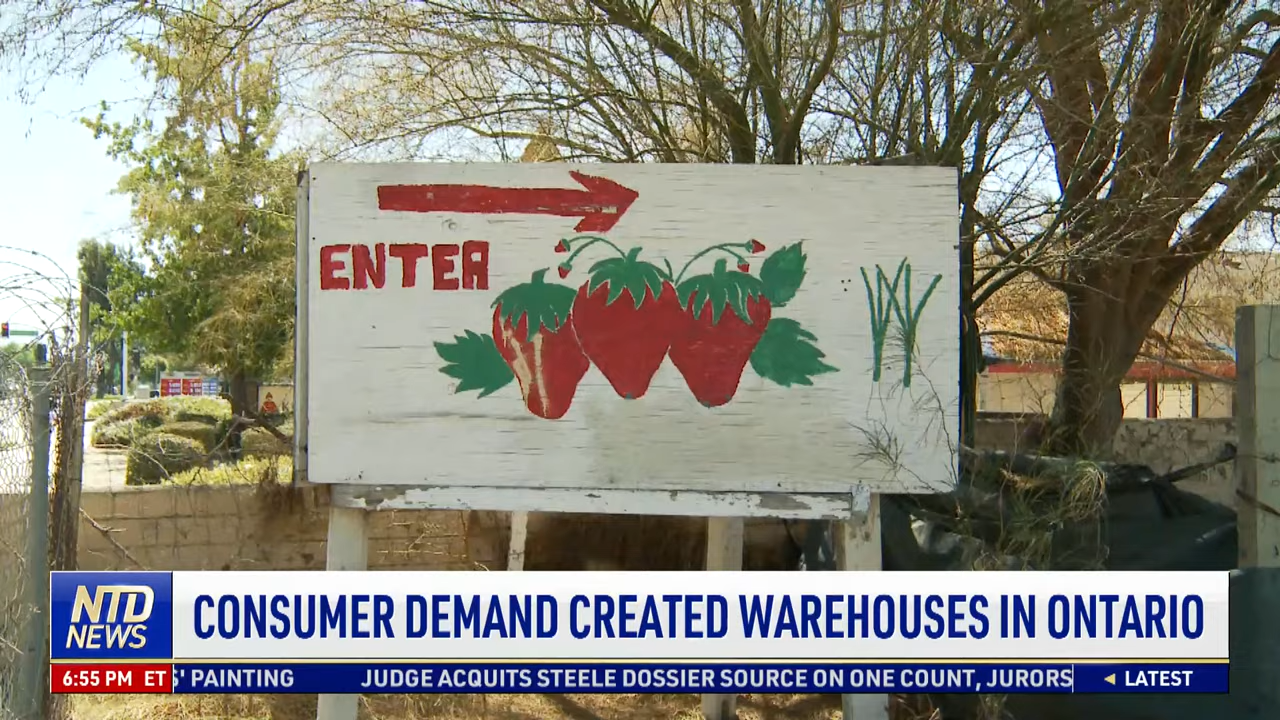 ENTER
NTD
NEWS
CONSUMER DEMAND CREATED WAREHOUSES IN ONTARIO
6:55 PM ET
S' PAINTING JUDGE ACQUITS STEELE DOSSIER SOURCE ON ONE COUNT, JURORS
LATEST